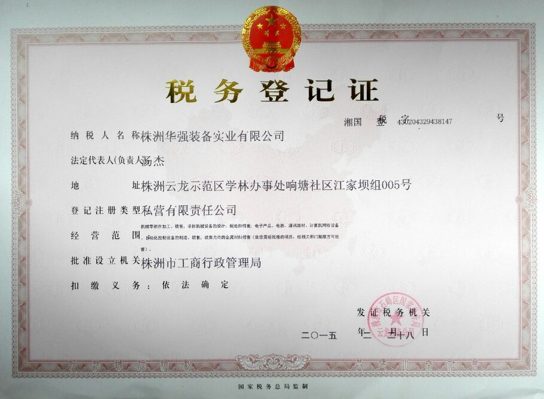 税务登记证
湘国 税 字 430204329438147 号
纳税人名称 株洲华强装备实业有限公司
法定代表人(负责人) 汤杰
地 址 株洲云龙示范区学林办事处响塘社区江家坝组005号
登记注册类型 私营有限责任公司
经营范围
批准设立机关 株洲市工商行政管理局
扣缴义务：依法确定
发证税务机关
二〇一五 年 二 月 二十八 日
国家税务总局监制